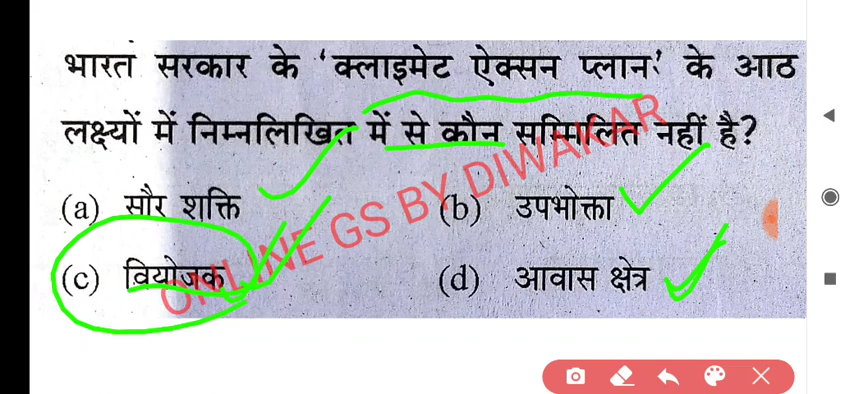 भारत सरकार के ‘क्लाइमेट ऐक्सन प्लान’ के आठ
लक्ष्यों में निम्नलिखित में से कौन सम्मिलित नहीं है?
(a) सौर शक्ति (b) उपभोक्ता
(c) वियोजक (d) आवास क्षेत्र
ONLINE GS BY DIWAKAR